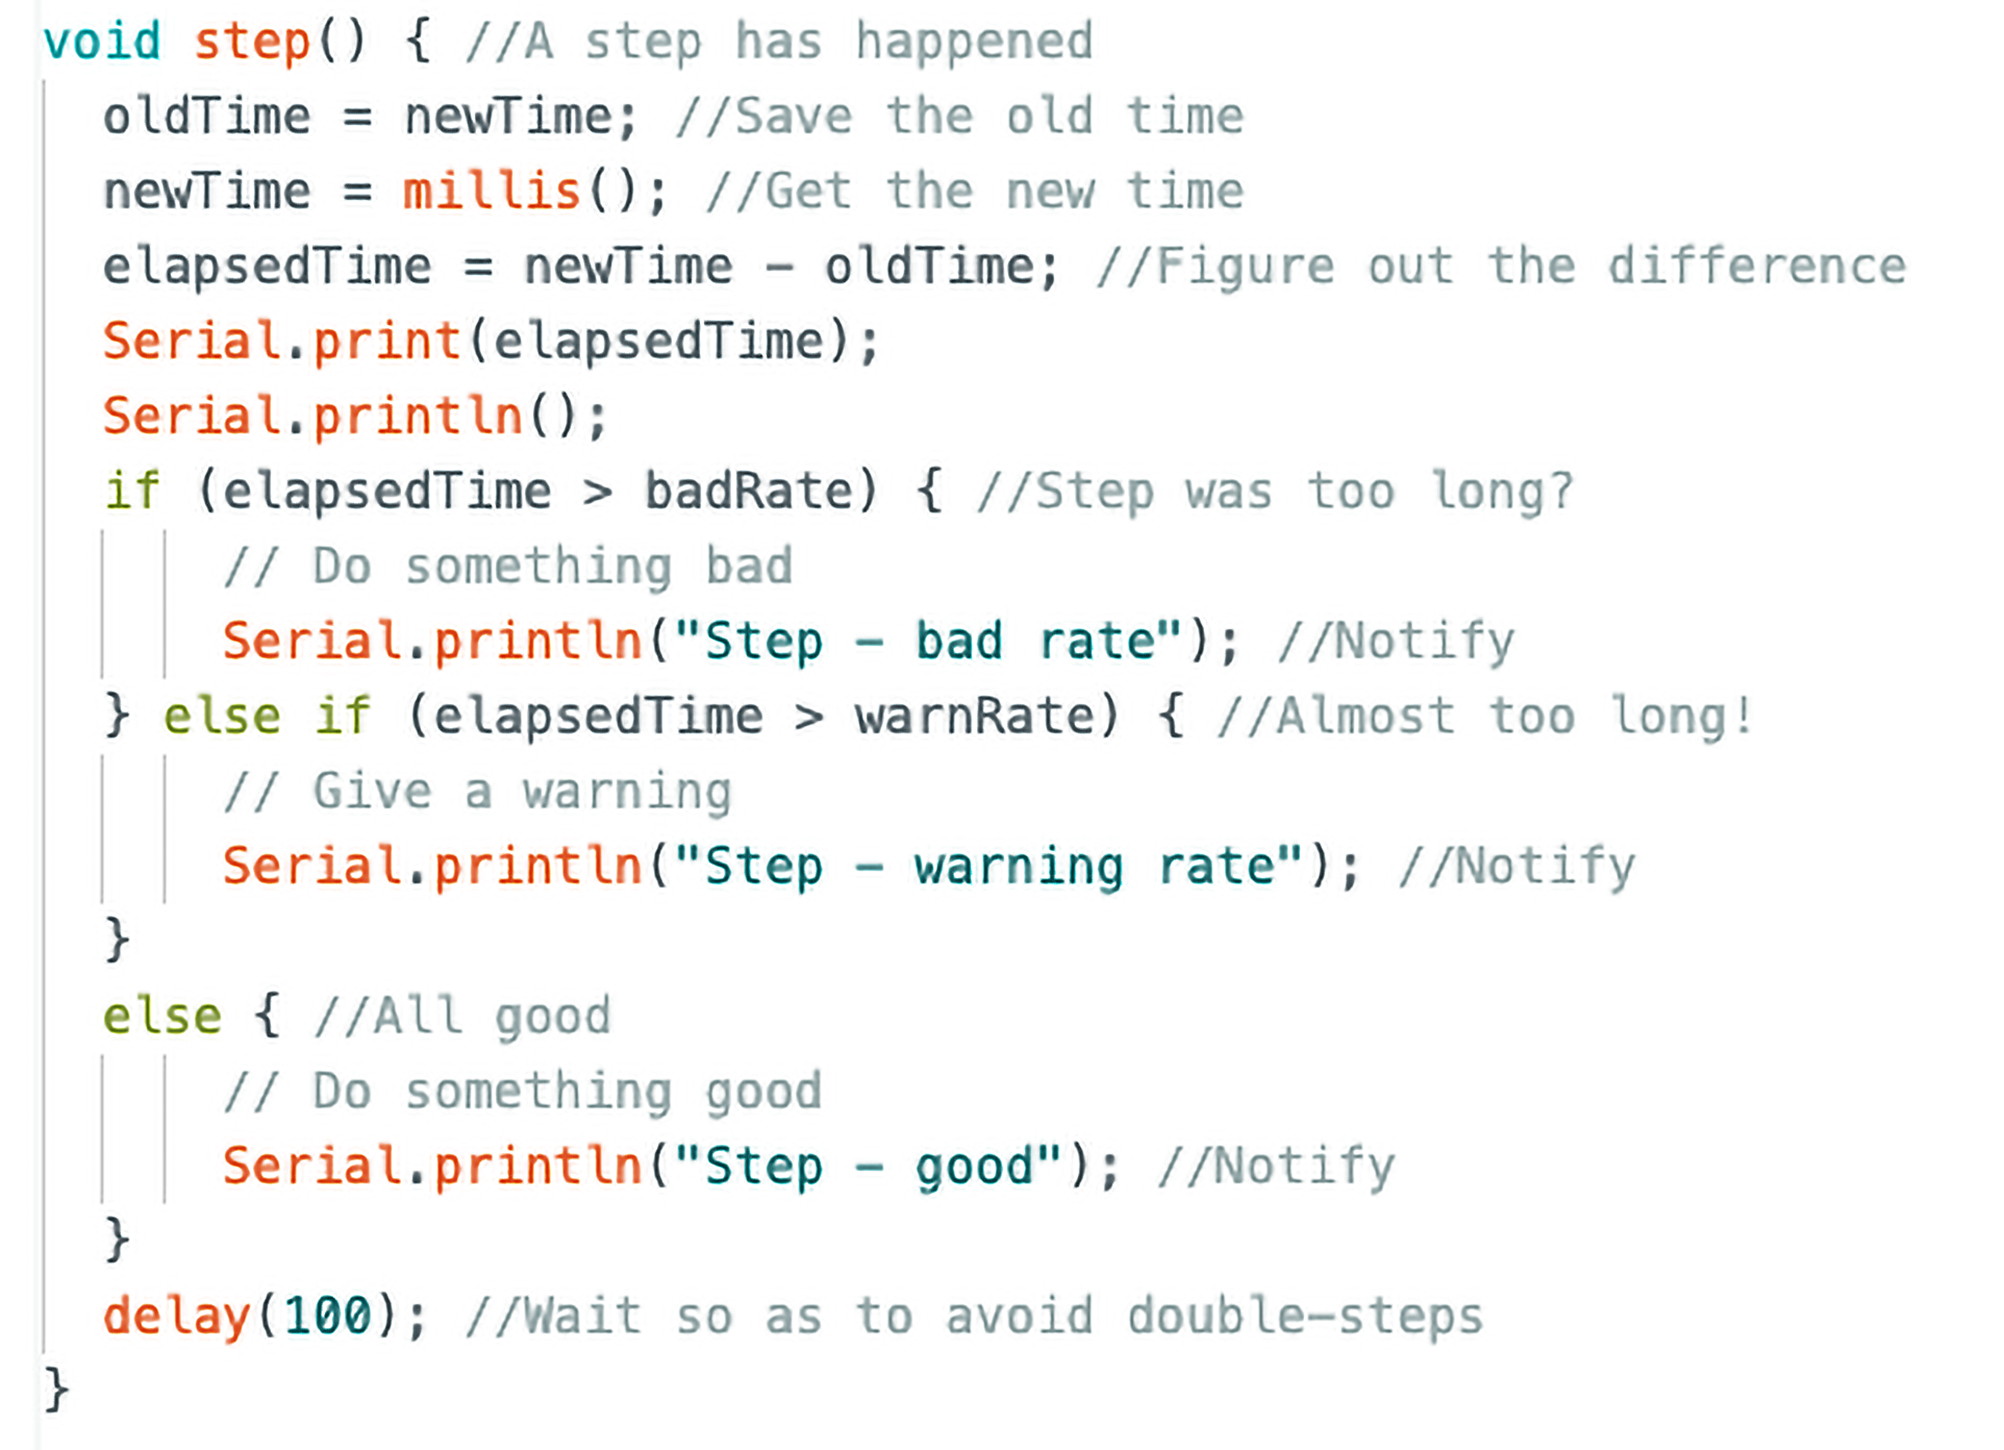 void step() { //A step has happened
oldTime = newTime; //Save the old time
newTime = millis(); //Get the new time
elapsedTime = newTime – oldTime; //Figure out the difference
Serial.print(elapsedTime);
Serial.println();
if (elapsedTime > badRate) { //Step was too long?
// Do something bad
Serial.println("Step – bad rate"); //Notify
} else if (elapsedTime > warnRate) { //Almost too long!
// Give a warning
Serial.println("Step – warning rate"); //Notify
}
else { //All good
// Do something good
Serial.println("Step – good"); //Notify
}
delay(100); //Wait so as to avoid double–steps
}